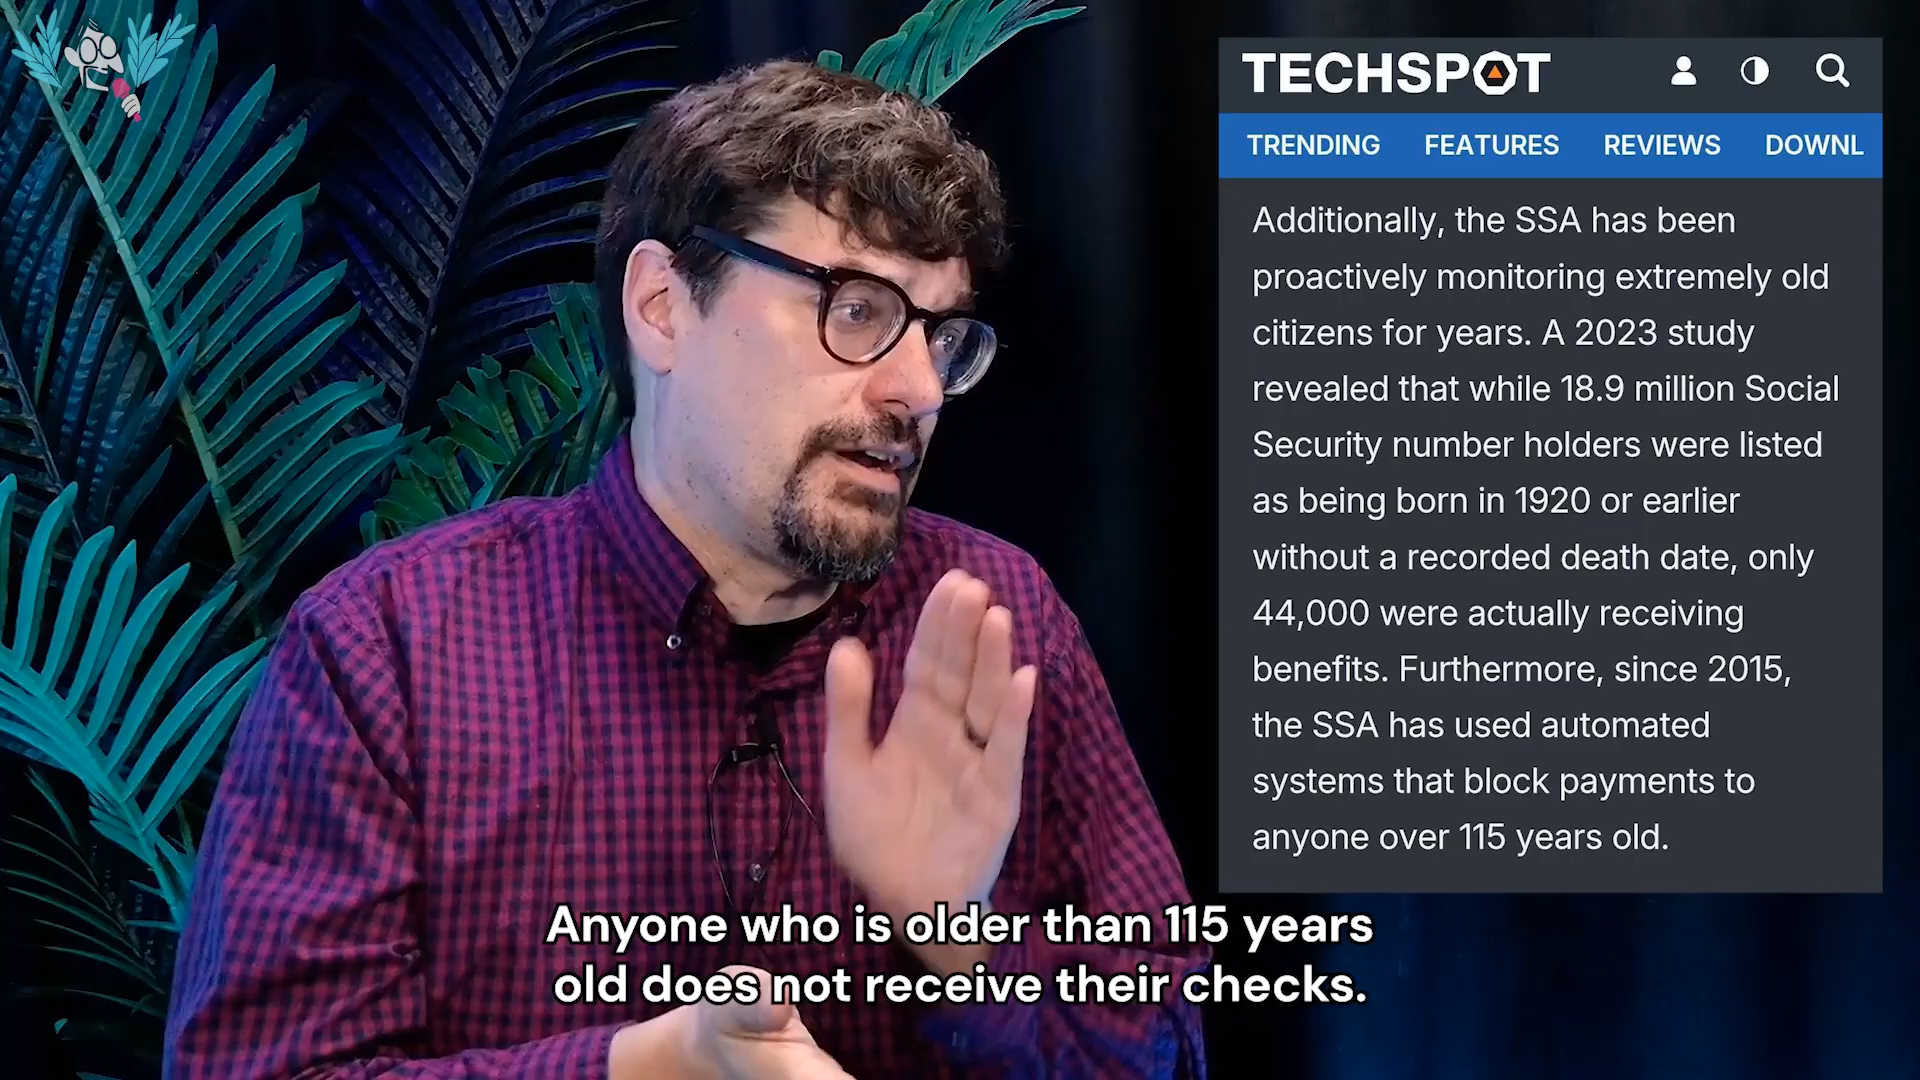 TECHSPOT
TRENDING FEATURES REVIEWS DOWNL
Additionally, the SSA has been
proactively monitoring extremely old
citizens for years. A 2023 study
revealed that while 18.9 million Social
Security number holders were listed
as being born in 1920 or earlier
without a recorded death date, only
44,000 were actually receiving
benefits. Furthermore, since 2015,
the SSA has used automated
systems that block payments to
anyone over 115 years old.
Anyone who is older than 115 years
old does not receive their checks.